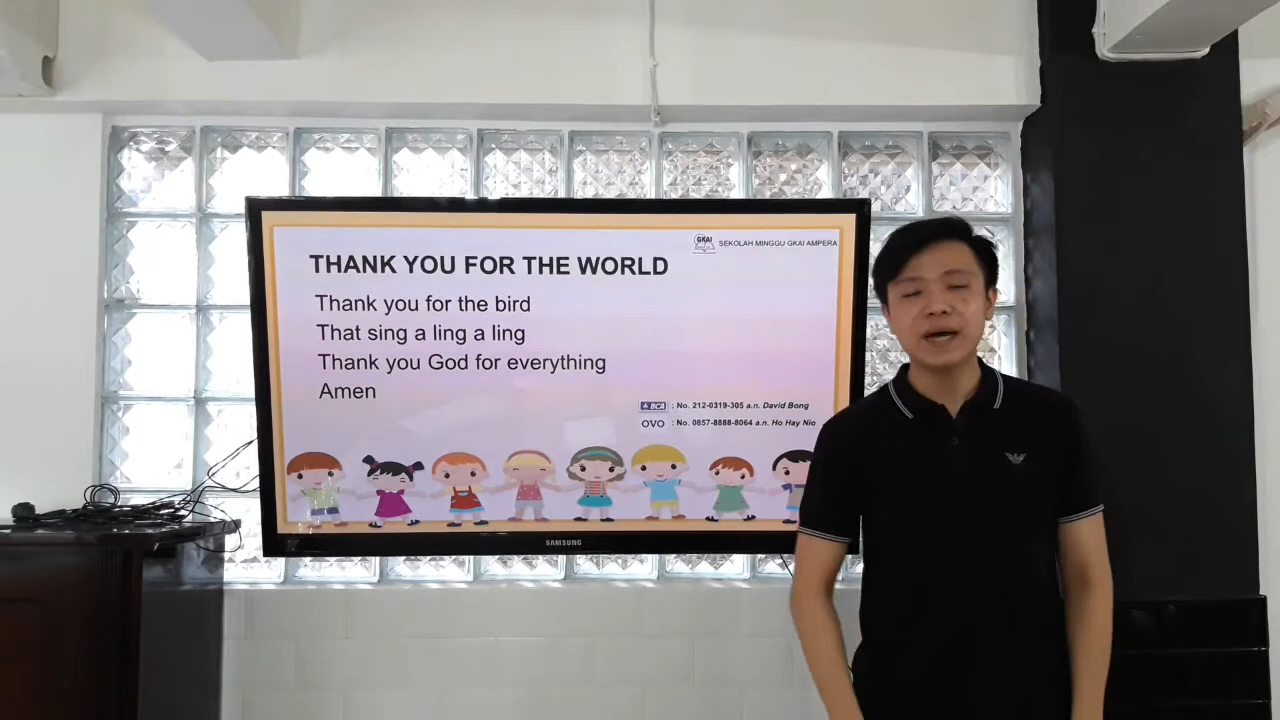 GKAI
SEKOLAH MINGGU GKAI AMPERA
THANK YOU FOR THE WORLD
Thank you for the bird
That sing a ling a ling
Thank you God for everything
Amen
BCA : No. 212-0319-305 a.n. David Bong
OVO : No. 0857-8888-8064 a.n. Ho Hay Nio
SAMSUNG